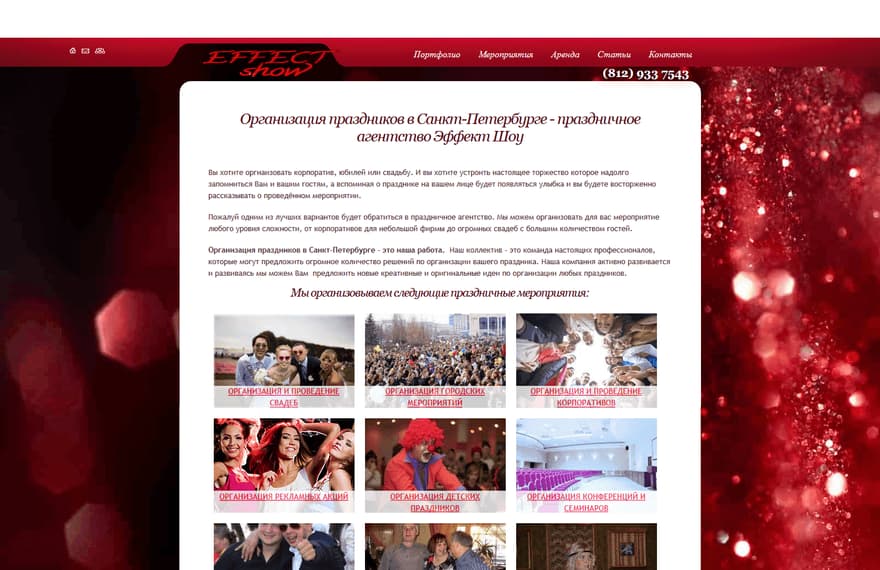 EFFECT
show
Портфолио Мероприятия Аренда Статьи Контакты
(812) 933 7543
Организация праздников в Санкт-Петербурге - праздничное
агентство Эффект Шоу
Вы хотите оргнаизовать корпоратив, юбилей или свадьбу. И вы хотите устроить настоящее торжество которое надолго
запомниться Вам и вашим гостям, а вспоминая о празднике на вашем лице будет появляться улыбка и вы будете восторженно
рассказывать о проведённом мероприятии.
Пожалуй одним из лучших вариантов будет обратиться в праздничное агентство. Мы можем организовать для вас мероприятие
любого уровня сложности, от корпоративов для небольшой фирмы до огромных свадеб с большим количеством гостей.
Организация праздников в Санкт-Петербурге - это наша работа. Наш коллектив - это команда настоящих профессионалов,
которые могут предложить огромное количество решений по организации вашего праздника. Наша компания активно развивается
и развиваясь мы можем Вам предложить новые креативные и оригинальные идеи по организации любых праздников.
Мы организовываем следующие праздничные мероприятия:
ОРГАНИЗАЦИЯ И ПРОВЕДЕНИЕ
СВАДЕБ
ОРГАНИЗАЦИЯ ГОРОДСКИХ
МЕРОПРИЯТИЙ
ОРГАНИЗАЦИЯ И ПРОВЕДЕНИЕ
КОРПОРАТИВОВ
ОРГАНИЗАЦИЯ РЕКЛАМНЫХ АКЦИЙ
ОРГАНИЗАЦИЯ ДЕТСКИХ
ПРАЗДНИКОВ
ОРГАНИЗАЦИЯ КОНФЕРЕНЦИЙ И
СЕМИНАРОВ